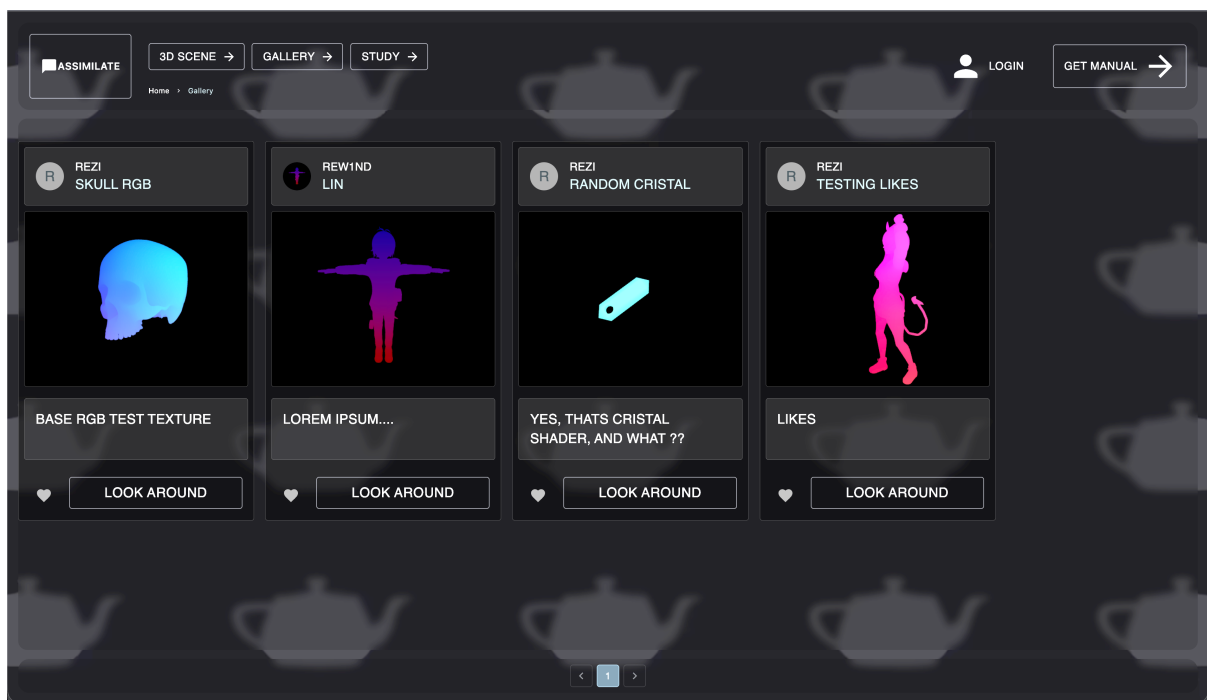 ASSIMILATE
3D SCENE →
GALLERY →
STUDY →
Home › Gallery
LOGIN
GET MANUAL →
R
REZI
SKULL RGB
BASE RGB TEST TEXTURE
LOOK AROUND
REW1ND
LIN
LOREM IPSUM....
LOOK AROUND
R
REZI
RANDOM CRISTAL
YES, THATS CRISTAL
SHADER, AND WHAT ??
LOOK AROUND
R
REZI
TESTING LIKES
LIKES
LOOK AROUND
‹ 1 ›